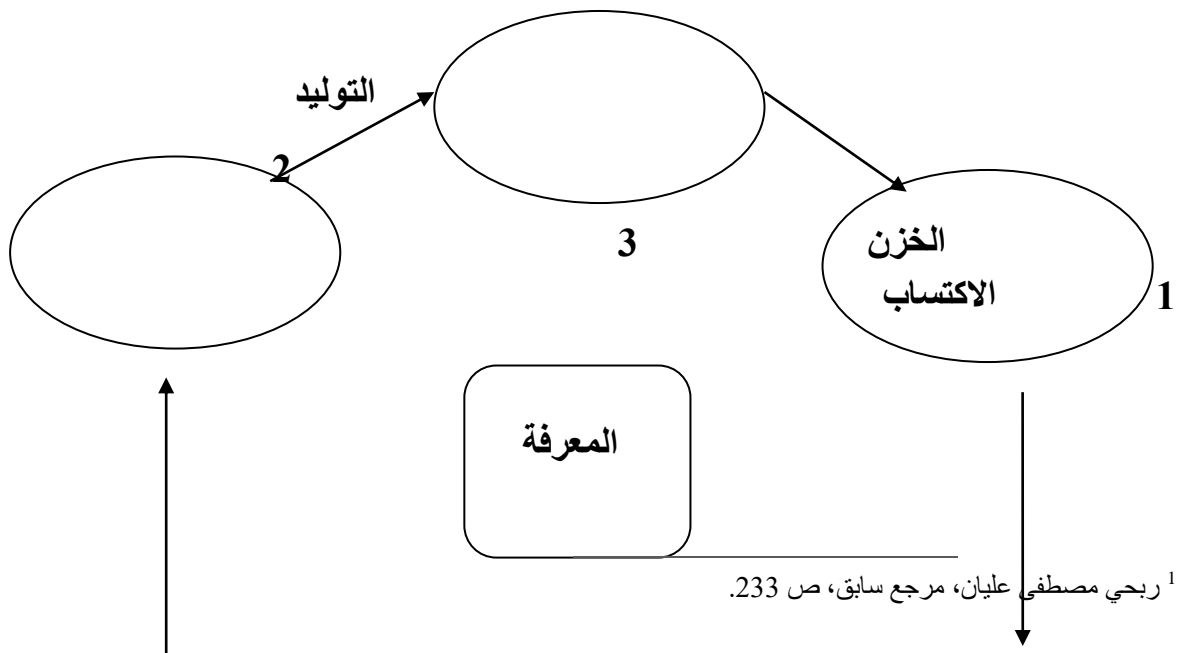 التوليد
2
3
الخزن
الاكتساب
1
المعرفة
1 ربحي مصطفى عليان، مرجع سابق، ص 233.